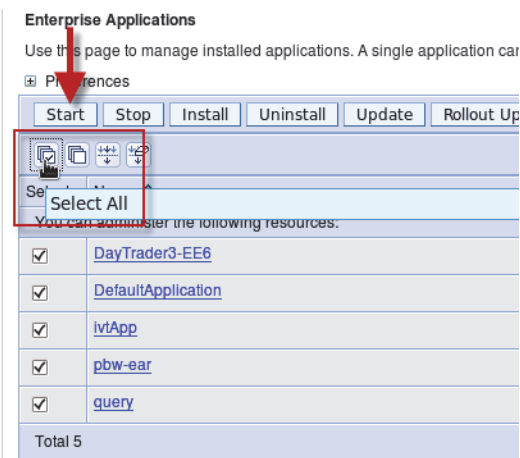 Enterprise Applications
Use this page to manage installed applications. A single application can
Preferences
Start Stop Install Uninstall Update Rollout Up
Select All
You can administer the following resources:
DayTrader3-EE6
DefaultApplication
ivtApp
pbw-ear
query
Total 5